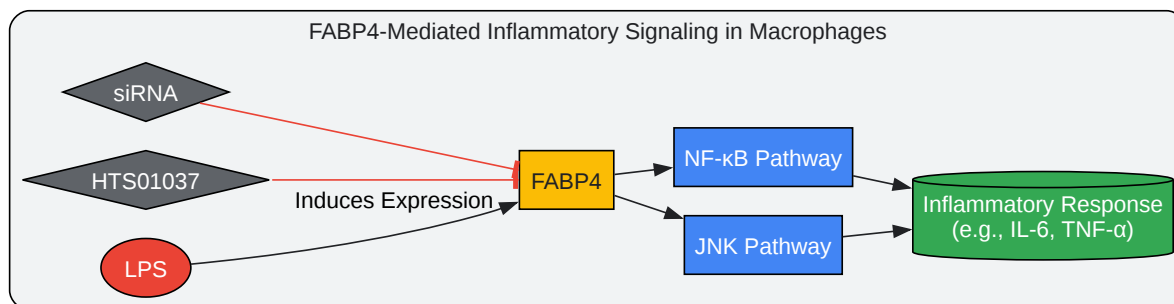 FABP4-Mediated Inflammatory Signaling in Macrophages
siRNA
HTS01037
Induces Expression
LPS
FABP4
NF-κB Pathway
JNK Pathway
Inflammatory Response
(e.g., IL-6, TNF-α)